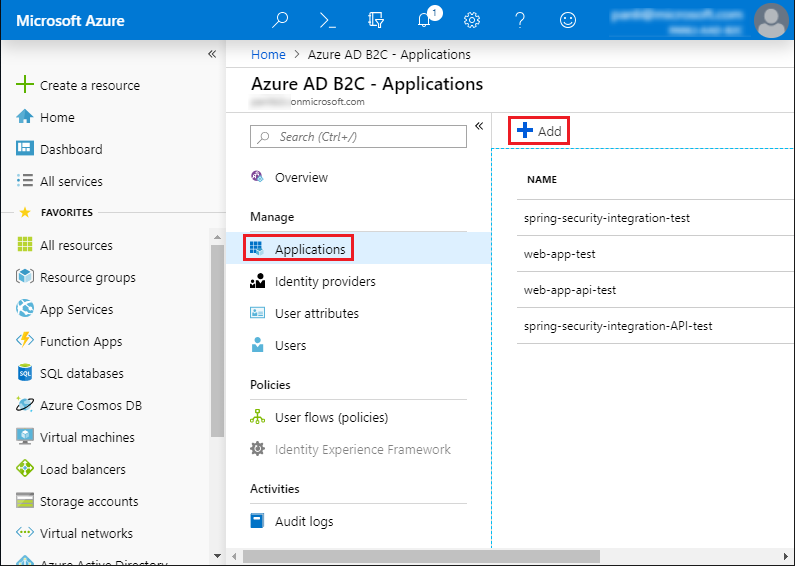 Microsoft Azure
1
Home > Azure AD B2C - Applications
Azure AD B2C - Applications
onmicrosoft.com
Create a resource
Home
Dashboard
All services
FAVORITES
All resources
Resource groups
App Services
Function Apps
SQL databases
Azure Cosmos DB
Virtual machines
Load balancers
Storage accounts
Virtual networks
Azure Active Directory
Search (Ctrl+/)
Overview
Manage
Applications
Identity providers
User attributes
Users
Policies
User flows (policies)
Identity Experience Framework
Activities
Audit logs
Add
NAME
spring-security-integration-test
web-app-test
web-app-api-test
spring-security-integration-API-test